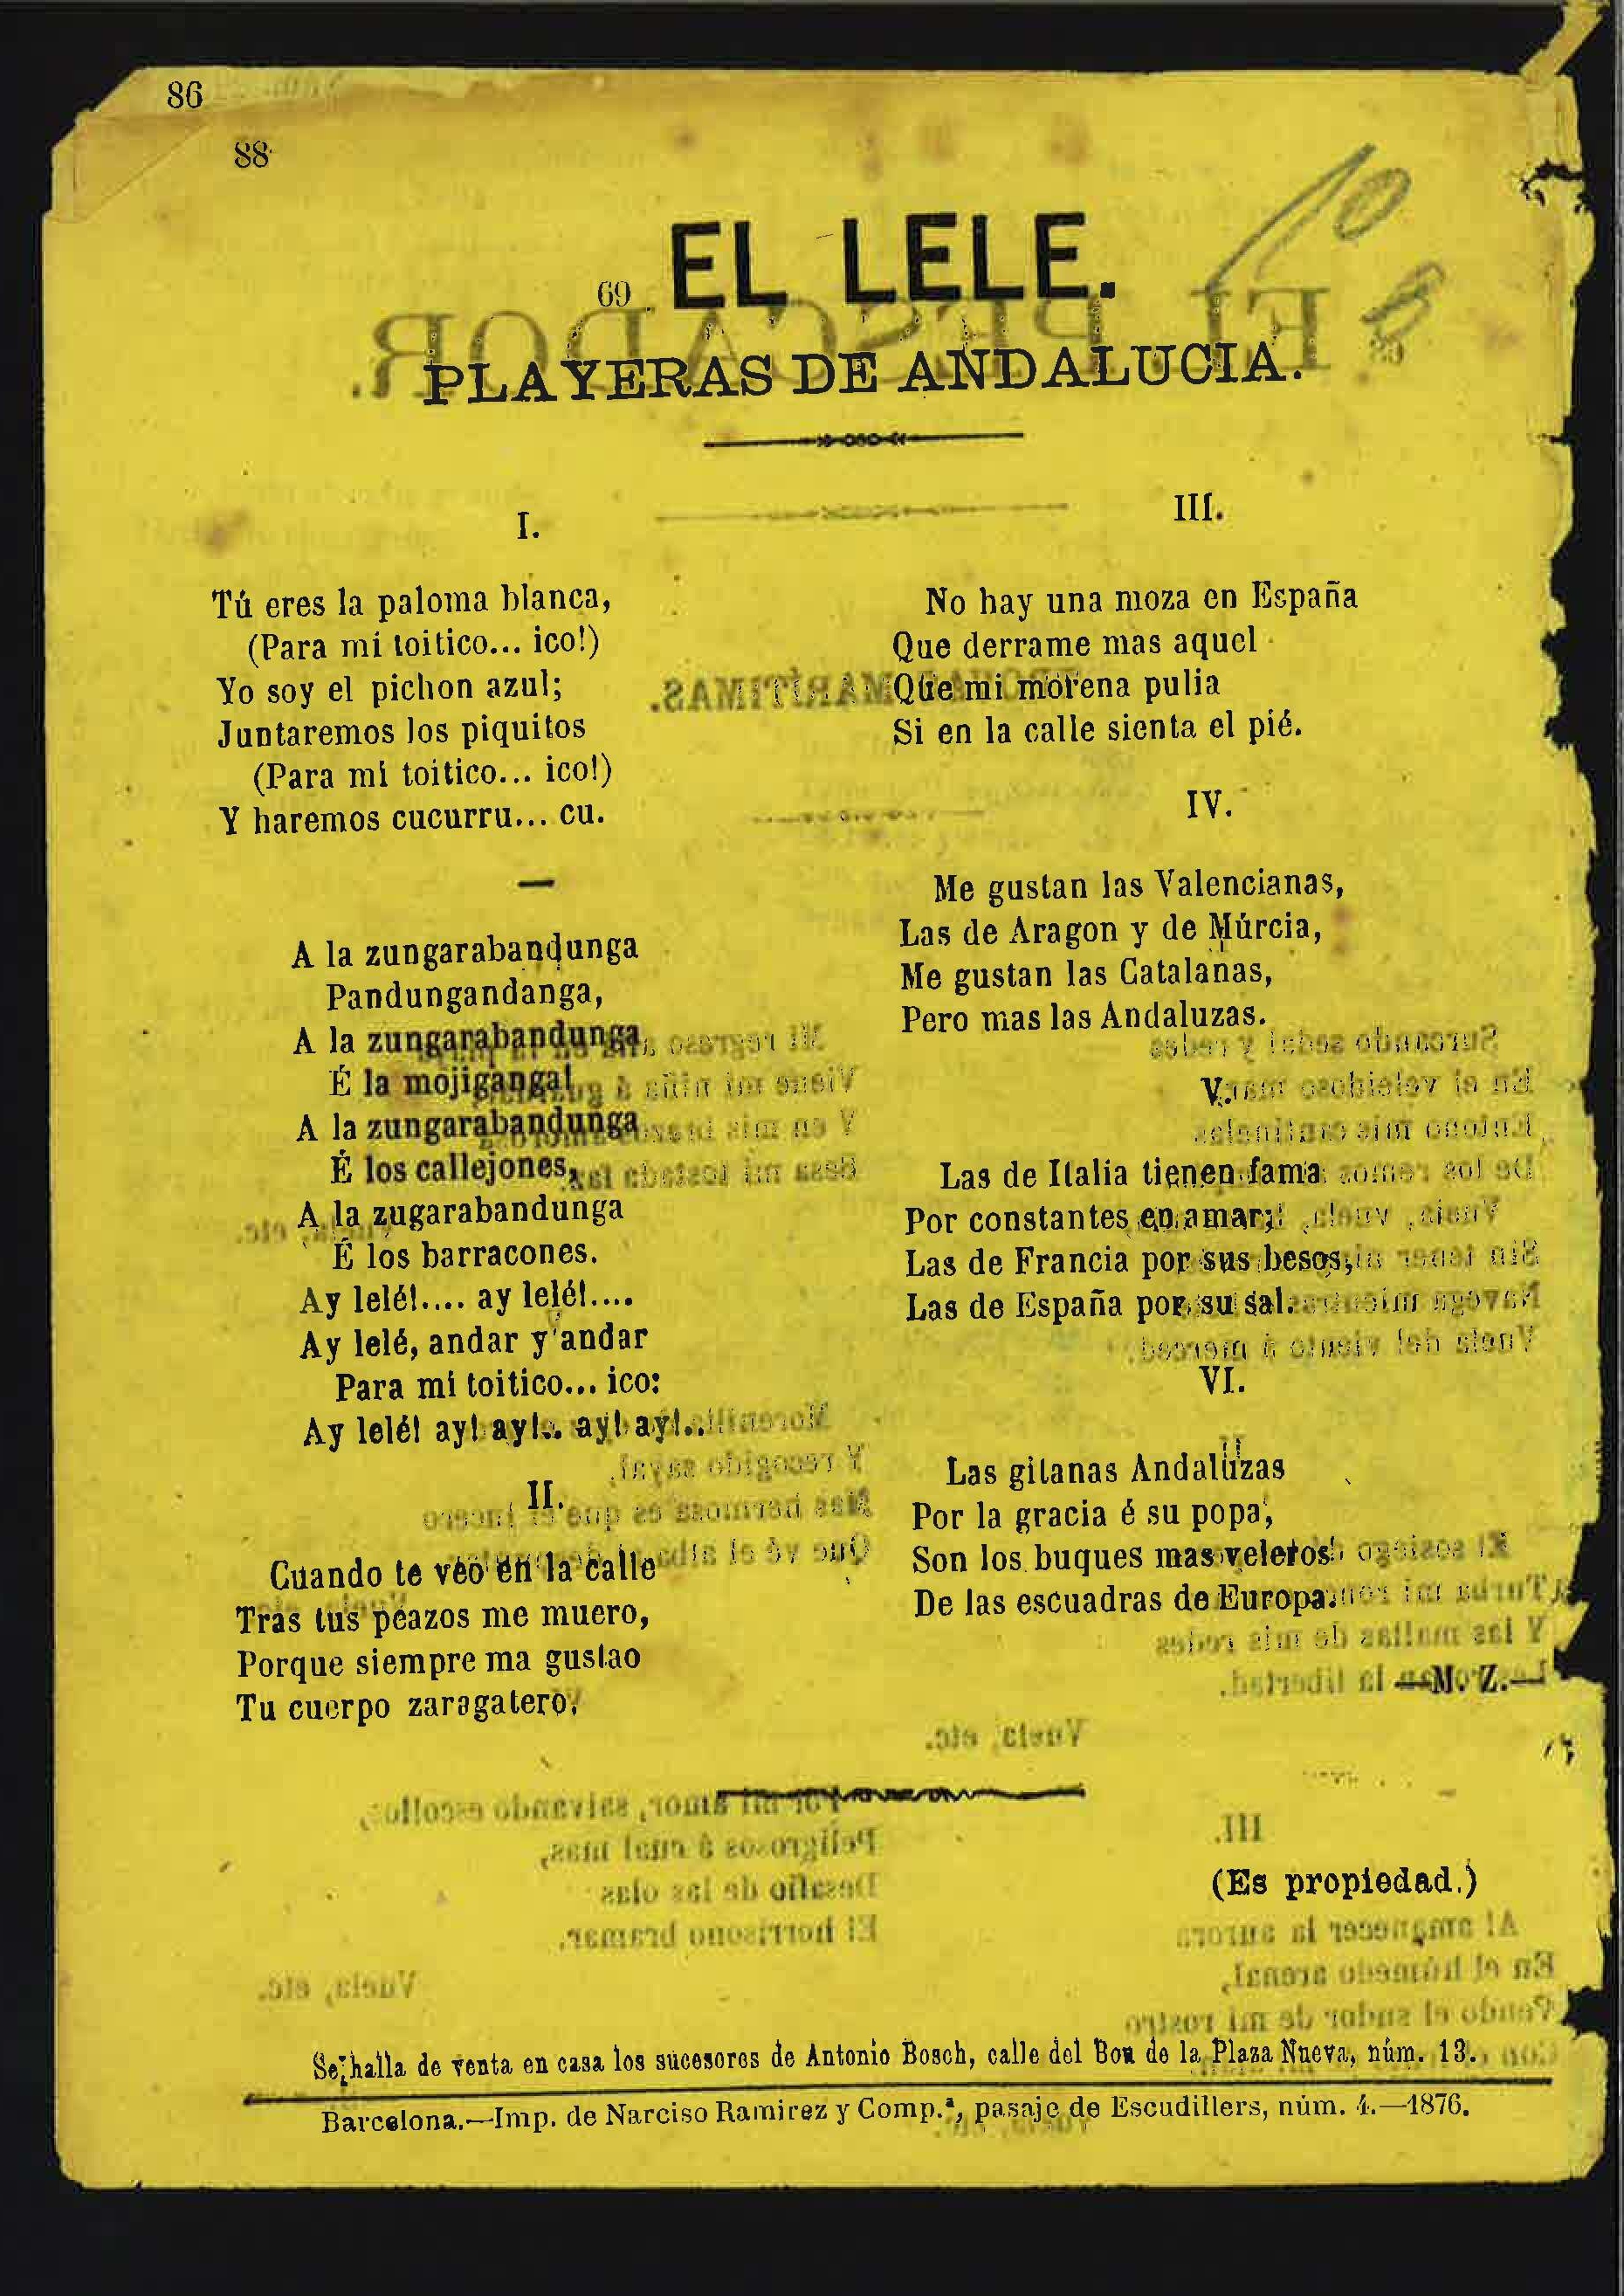 86
88
69
EL LELE.
PLAYERAS DE ANDALUCIA.
I.
Tú eres la paloma blanca,
(Para mi toitico... ico!)
Yo soy el pichon azul;
Juntaremos los piquitos
(Para mi toitico... ico!)
Y haremos cucurru... cu.
—
A la zungarabandunga
Pandungandanga,
A la zungarabandunga
É la mojiganga!
A la zungarabandunga
É los callejones,
A la zugarabandunga
É los barracones.
Ay lelé!.... ay lelé!....
Ay lelé, andar y andar
Para mi toitico... ico:
Ay lelé! ay! ay!.. ay! ay!..
II.
Cuando te veo en la calle
Tras tus peazos me muero,
Porque siempre ma gustao
Tu cuerpo zaragatero.
III.
No hay una moza en España
Que derrame mas aquel
Que mi morena pulia
Si en la calle sienta el pié.
IV.
Me gustan las Valencianas,
Las de Aragon y de Múrcia,
Me gustan las Catalanas,
Pero mas las Andaluzas.
V.
Las de Italia tienen fama
Por constantes en amar;
Las de Francia por sus besos,
Las de España por su sal.
VI.
Las gitanas Andaluzas
Por la gracia é su popa,
Son los buques mas veleros
De las escuadras de Europa.
—M. Z.—
(Es propiedad.)
Se halla de venta en casa los sucesores de Antonio Bosch, calle del Bou de la Plaza Nueva, núm. 13.
Barcelona.—Imp. de Narciso Ramirez y Comp.ª, pasaje de Escudillers, núm. 4.—1876.